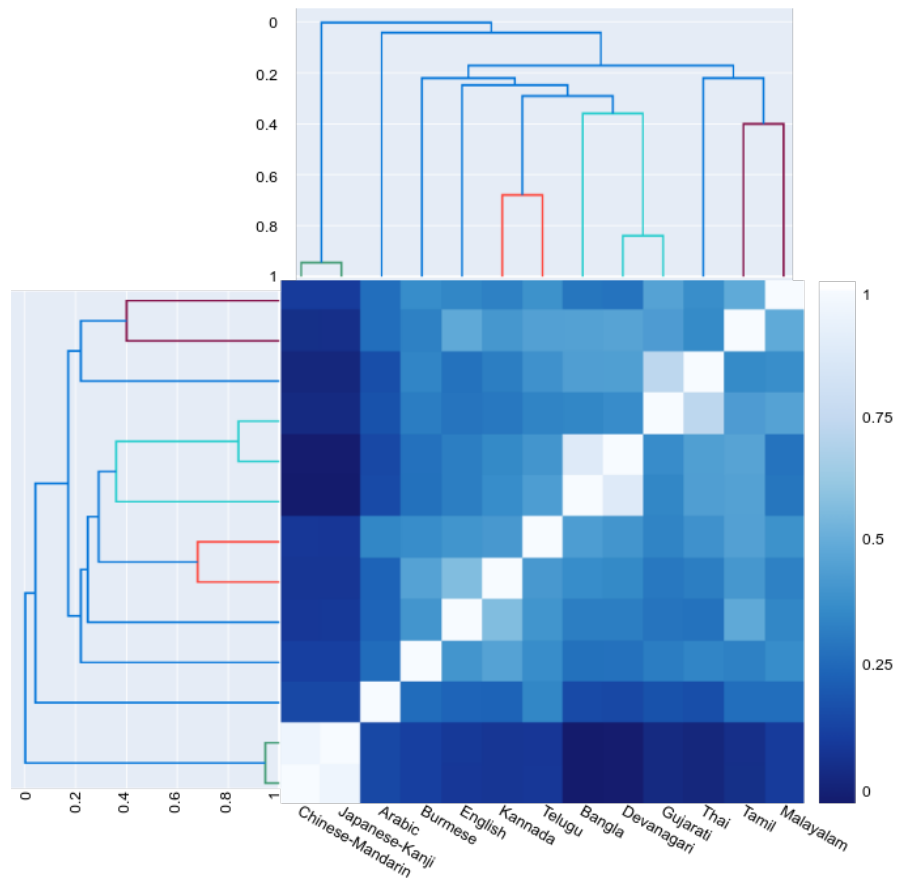 0
0.2
0.4
0.6
0.8
1
1
0.75
0.5
0.25
0
0
0.2
0.4
0.6
0.8
1
Chinese-Mandarin
Japanese-Kanji
Arabic
Burmese
English
Kannada
Telugu
Bangla
Devanagari
Gujarati
Thai
Tamil
Malayalam